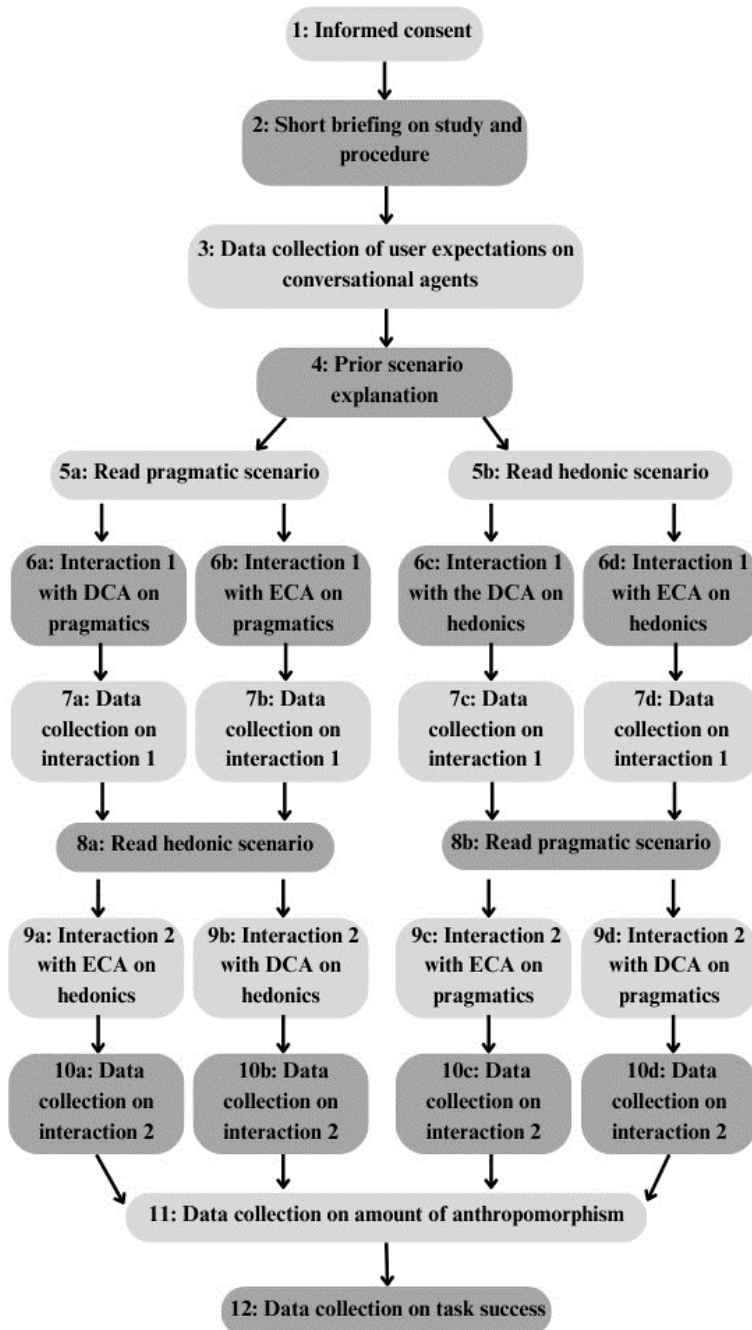 1: Informed consent
2: Short briefing on study and
procedure
3: Data collection of user expectations on
conversational agents
4: Prior scenario
explanation
5a: Read pragmatic scenario
5b: Read hedonic scenario
6a: Interaction 1
with DCA on
pragmatics
6b: Interaction 1
with ECA on
pragmatics
6c: Interaction 1
with the DCA on
hedonics
6d: Interaction 1
with ECA on
hedonics
7a: Data
collection on
interaction 1
7b: Data
collection on
interaction 1
7c: Data
collection on
interaction 1
7d: Data
collection on
interaction 1
8a: Read hedonic scenario
8b: Read pragmatic scenario
9a: Interaction 2
with ECA on
hedonics
9b: Interaction 2
with DCA on
hedonics
9c: Interaction 2
with ECA on
pragmatics
9d: Interaction 2
with DCA on
pragmatics
10a: Data
collection on
interaction 2
10b: Data
collection on
interaction 2
10c: Data
collection on
interaction 2
10d: Data
collection on
interaction 2
11: Data collection on amount of anthropomorphism
12: Data collection on task success